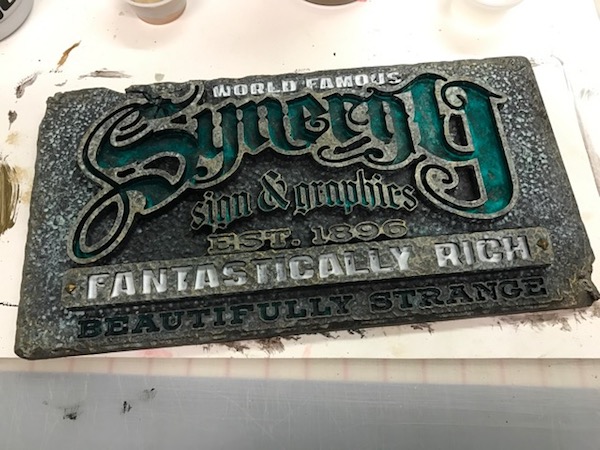 WORLD FAMOUS
Synergy
sign & graphics
EST. 1896
FANTASTICALLY RICH
BEAUTIFULLY STRANGE